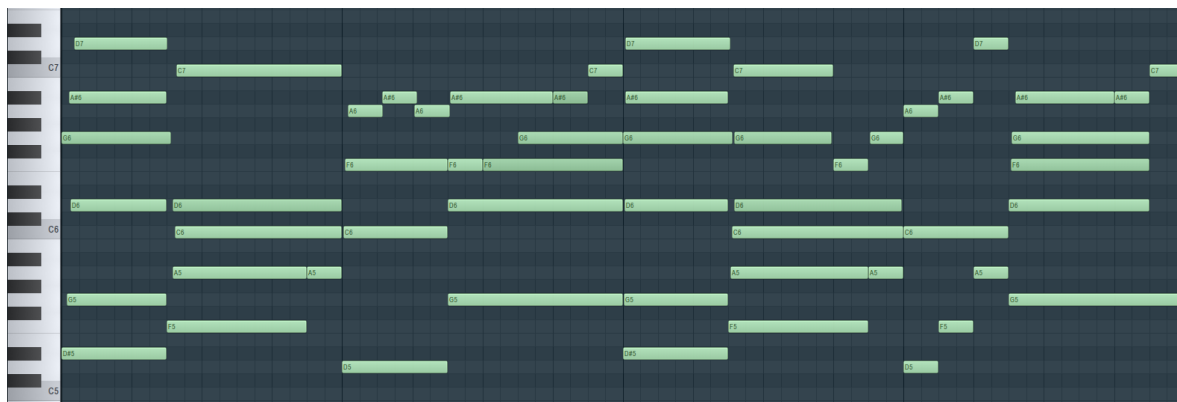 D7 D7 D7
C7 C7 C7 C7 C7
A#6 A#6 A#6 A#6 A#6 A#6 A#6 A#6
A6 A6 A6
G6 G6 G6 G6 G6 G6
F6 F6 F6 F6 F6
D6 D6 D6 D6 D6 D6
C6 C6 C6 C6 C6
A5 A5 A5 A5 A5
G5 G5 G5 G5
F5 F5 F5
D#5 D#5
D5 D5
C5